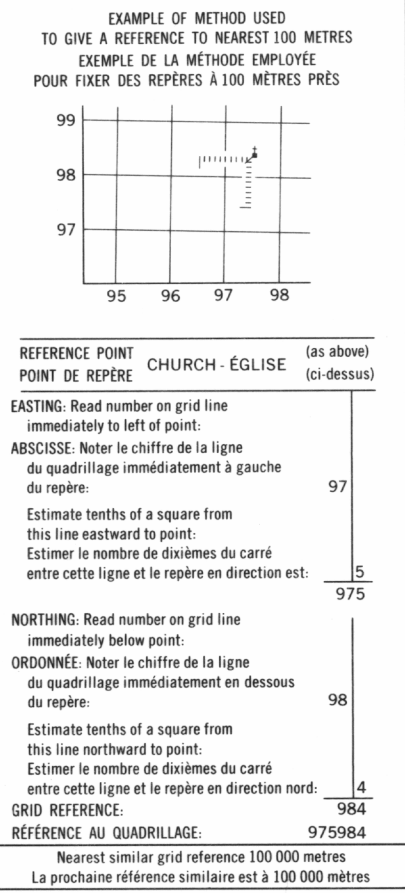 EXAMPLE OF METHOD USED
TO GIVE A REFERENCE TO NEAREST 100 METRES
EXEMPLE DE LA MÉTHODE EMPLOYÉE
POUR FIXER DES REPÈRES À 100 MÈTRES PRÈS
99
98
97
95 96 97 98
REFERENCE POINT
POINT DE REPÈRE
CHURCH - ÉGLISE
(as above)
(ci-dessus)
EASTING: Read number on grid line
immediately to left of point:
ABSCISSE: Noter le chiffre de la ligne
du quadrillage immédiatement à gauche
du repère: 97
Estimate tenths of a square from
this line eastward to point:
Estimer le nombre de dixièmes du carré
entre cette ligne et le repère en direction est: 5
975
NORTHING: Read number on grid line
immediately below point:
ORDONNÉE: Noter le chiffre de la ligne
du quadrillage immédiatement en dessous
du repère: 98
Estimate tenths of a square from
this line northward to point:
Estimer le nombre de dixièmes du carré
entre cette ligne et le repère en direction nord: 4
GRID REFERENCE: 984
RÉFÉRENCE AU QUADRILLAGE: 975984
Nearest similar grid reference 100 000 metres
La prochaine référence similaire est à 100 000 mètres